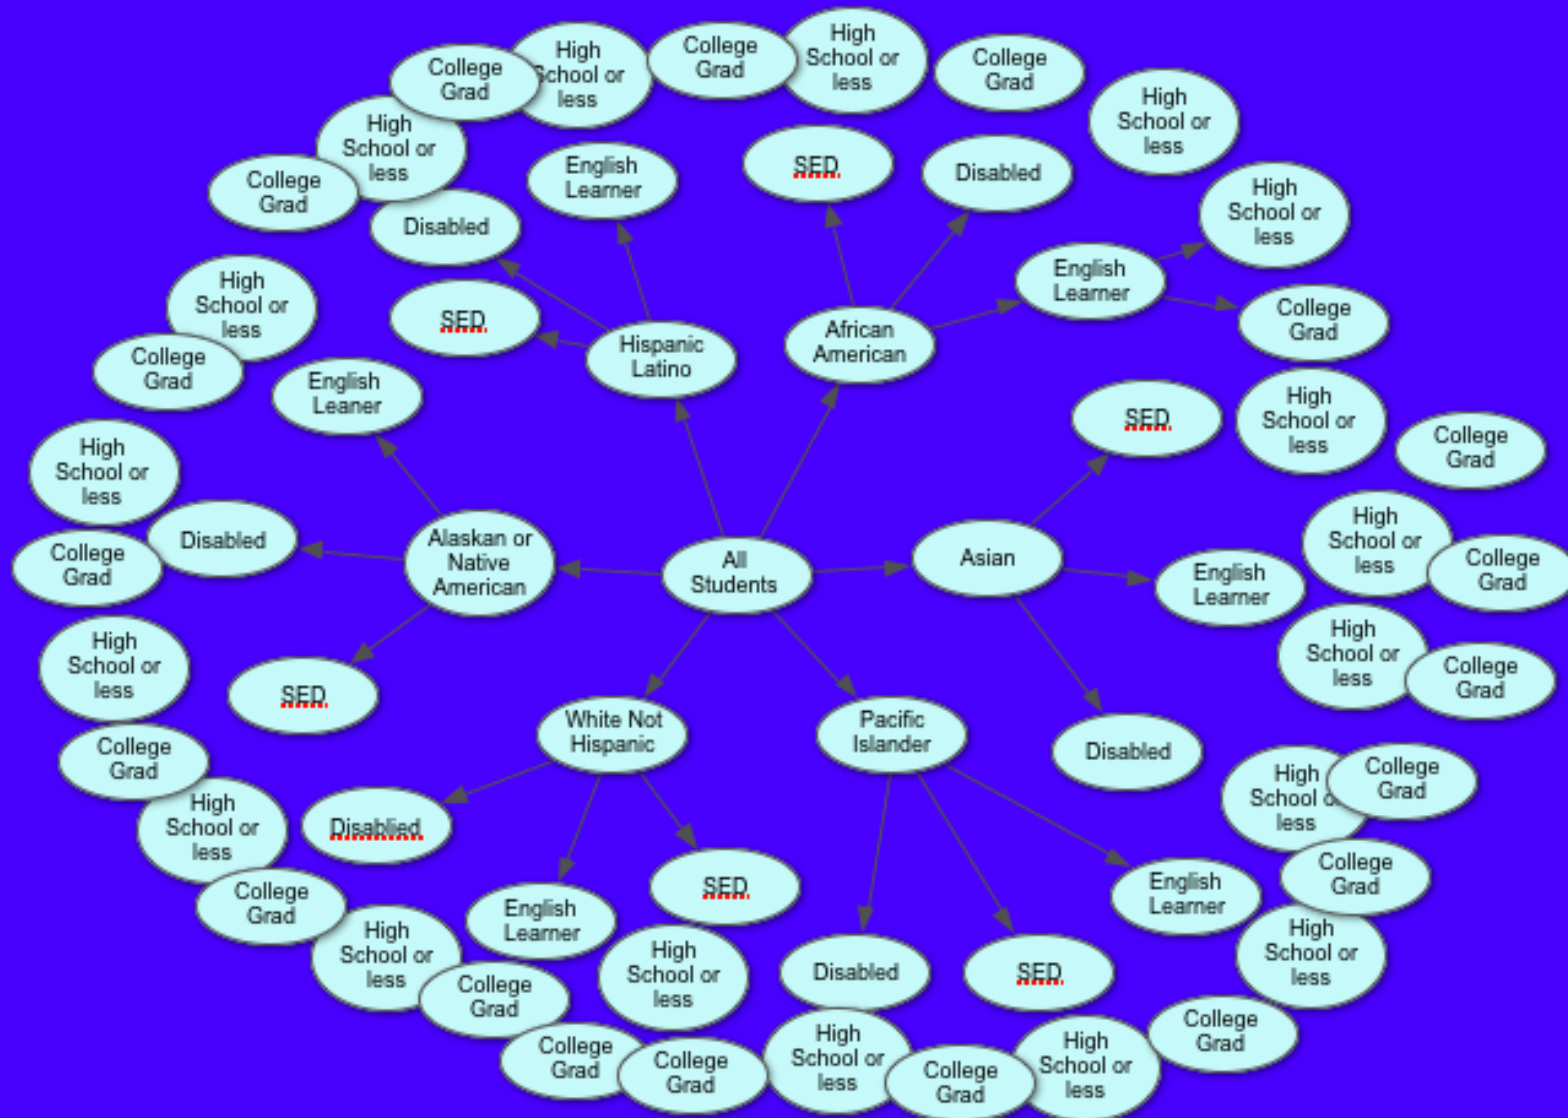 High
School or
less
College
Grad
High
School or
less
College
Grad
College
Grad
High
School or
less
High
School or
less
College
Grad
English
Learner
SED
Disabled
High
School or
less
Disabled
High
School or
less
English
Learner
College
Grad
SED
Hispanic
Latino
African
American
College
Grad
High
School or
less
College
Grad
English
Leaner
SED
High
School or
less
College
Grad
High
School or
less
Disabled
Alaskan or
Native
American
All
Students
Asian
English
Learner
High
School or
less
College
Grad
College
Grad
High
School or
less
SED
High
School or
less
College
Grad
White Not
Hispanic
Pacific
Islander
Disabled
College
Grad
High
School or
less
College
Grad
High
School or
less
Disablied
SED
English
Learner
College
Grad
College
Grad
High
School or
less
English
Learner
High
School or
less
Disabled
SED
High
School or
less
College
Grad
College
Grad
College
Grad
College
Grad
High
School or
less
College
Grad
High
School or
less